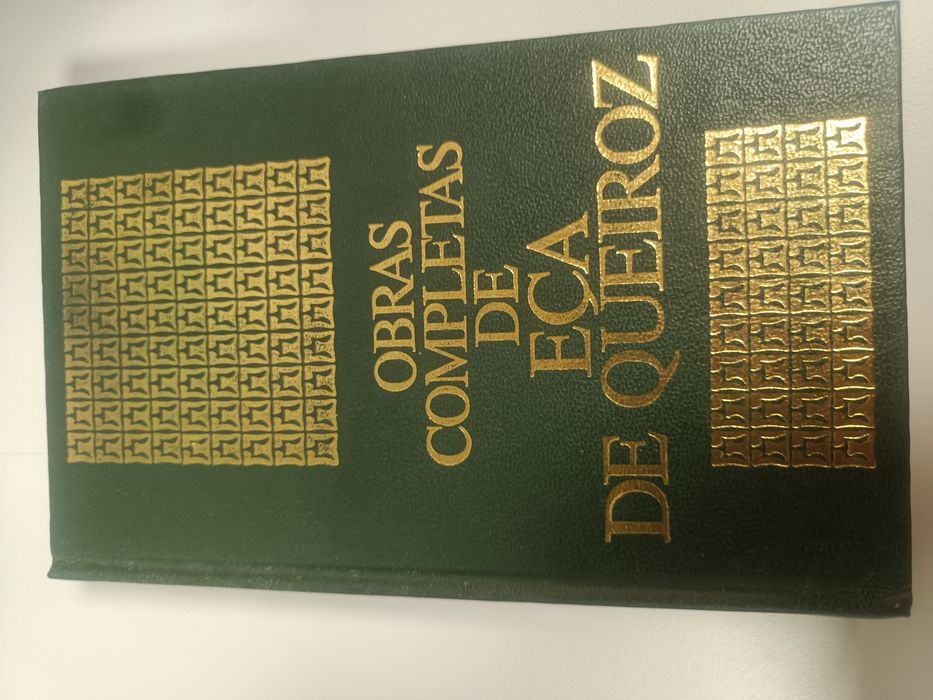 OBRAS
COMPLETAS
DE
EÇA
DE QUEIROZ